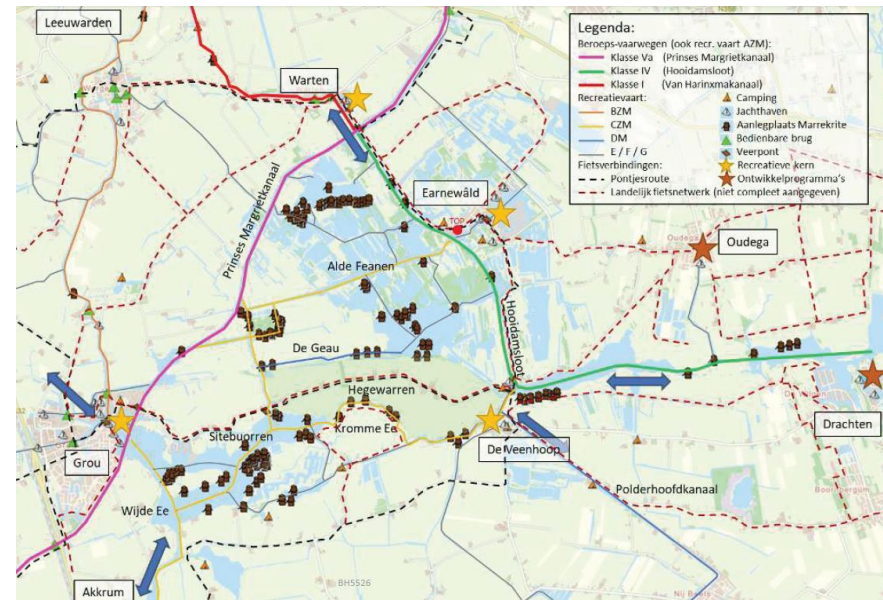 Leeuwarden
Warten
Earnewâld
TOP
Prinses Margrietkanaal
Alde Feanen
Hooidamsloot
De Geau
Hegewarren
Kromme Ee
Sitebuorren
Grou
Wijde Ee
Akkrum
De Veenhoop
Polderhoofdkanaal
Oudega
Oudega
Drachten
BH5526
Legenda:
Beroeps-vaarwegen (ook recr. vaart AZM):
Klasse Va (Prinses Margrietkanaal)
Klasse IV (Hooidamsloot)
Klasse I (Van Harinxmakanaal)
Recreatievaart:
BZM
CZM
DM
E / F / G
Camping
Jachthaven
Aanlegplaats Marrekrite
Bedienbare brug
Veerpont
Recreatieve kern
Ontwikkelprogramma's
Fietsverbindingen:
Pontjesroute
Landelijk fietsnetwerk (niet compleet aangegeven)